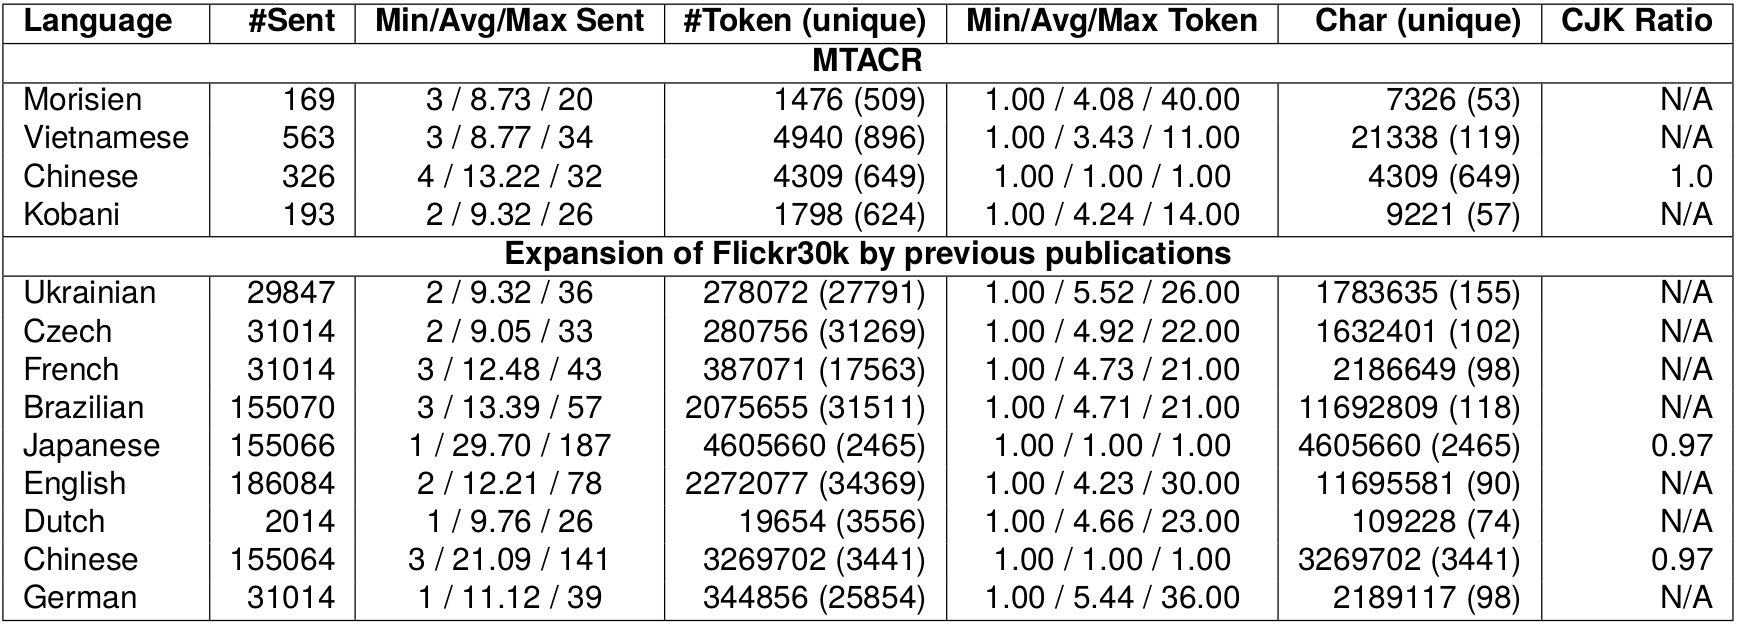 Language #Sent Min/Avg/Max Sent #Token (unique) Min/Avg/Max Token Char (unique) CJK Ratio
MTACR
Morisien 169 3 / 8.73 / 20 1476 (509) 1.00 / 4.08 / 40.00 7326 (53) N/A
Vietnamese 563 3 / 8.77 / 34 4940 (896) 1.00 / 3.43 / 11.00 21338 (119) N/A
Chinese 326 4 / 13.22 / 32 4309 (649) 1.00 / 1.00 / 1.00 4309 (649) 1.0
Kobani 193 2 / 9.32 / 26 1798 (624) 1.00 / 4.24 / 14.00 9221 (57) N/A
Expansion of Flickr30k by previous publications
Ukrainian 29847 2 / 9.32 / 36 278072 (27791) 1.00 / 5.52 / 26.00 1783635 (155) N/A
Czech 31014 2 / 9.05 / 33 280756 (31269) 1.00 / 4.92 / 22.00 1632401 (102) N/A
French 31014 3 / 12.48 / 43 387071 (17563) 1.00 / 4.73 / 21.00 2186649 (98) N/A
Brazilian 155070 3 / 13.39 / 57 2075655 (31511) 1.00 / 4.71 / 21.00 11692809 (118) N/A
Japanese 155066 1 / 29.70 / 187 4605660 (2465) 1.00 / 1.00 / 1.00 4605660 (2465) 0.97
English 186084 2 / 12.21 / 78 2272077 (34369) 1.00 / 4.23 / 30.00 11695581 (90) N/A
Dutch 2014 1 / 9.76 / 26 19654 (3556) 1.00 / 4.66 / 23.00 109228 (74) N/A
Chinese 155064 3 / 21.09 / 141 3269702 (3441) 1.00 / 1.00 / 1.00 3269702 (3441) 0.97
German 31014 1 / 11.12 / 39 344856 (25854) 1.00 / 5.44 / 36.00 2189117 (98) N/A